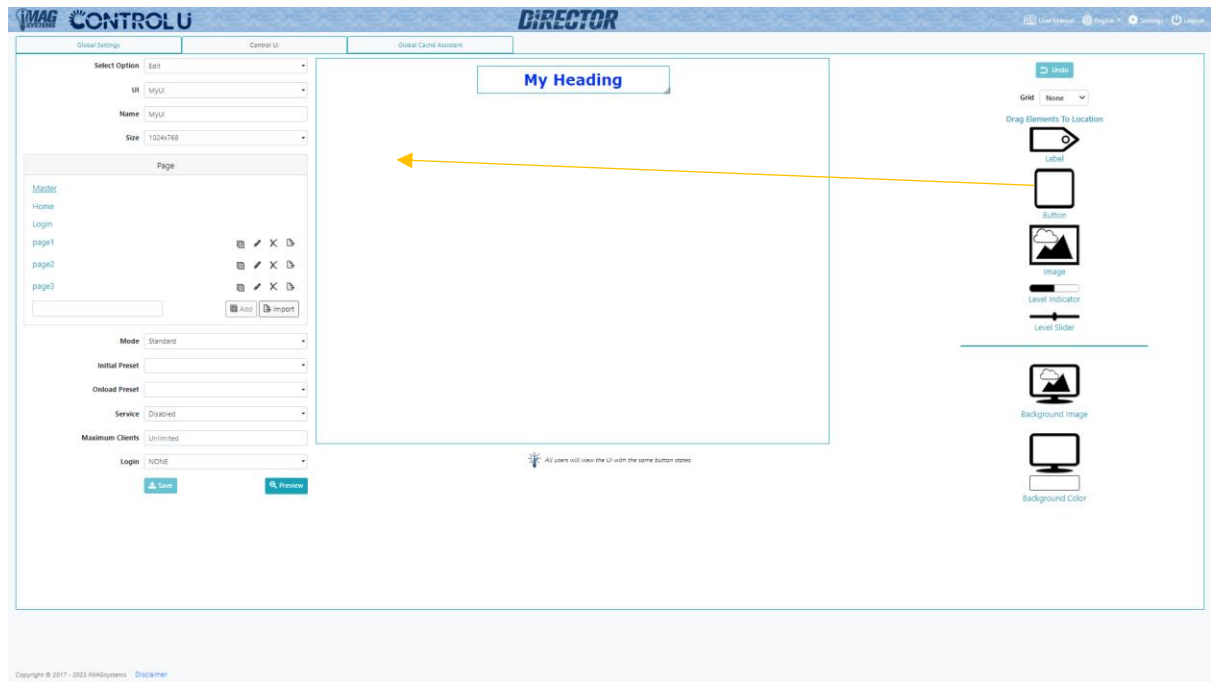 iMAG SYSTEMS CONTROL U
DiRECTOR
User Manual English Settings Logout
Global Settings
Control UI
Global Caché Assistant
Select Option Edit
UI MyUI
Name MyUI
Size 1024x768
Page
Master
Home
Login
page1
page2
page3
Add Import
Mode Standard
Initial Preset
Onload Preset
Service Disabled
Maximum Clients Unlimited
Login NONE
Save Preview
My Heading
All users will view the UI with the same button states.
Undo
Grid None
Drag Elements To Location
Label
Button
Image
Level Indicator
Level Slider
Background Image
Background Color
Copyright © 2017 - 2023 iMAGsystems Disclaimer